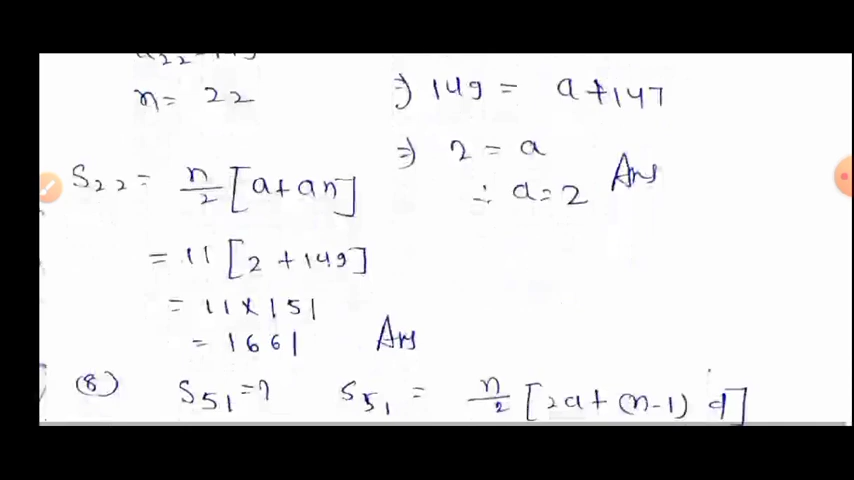 n= 22
⇒ 149 = a+147
⇒ 2 = a
∴ a=2 Ans
S22= n/2 [a+an]
= 11 [2 +149]
= 11×151
= 1661 Ans
(8) S51=? S51 = n/2 [2a+(n-1) d]